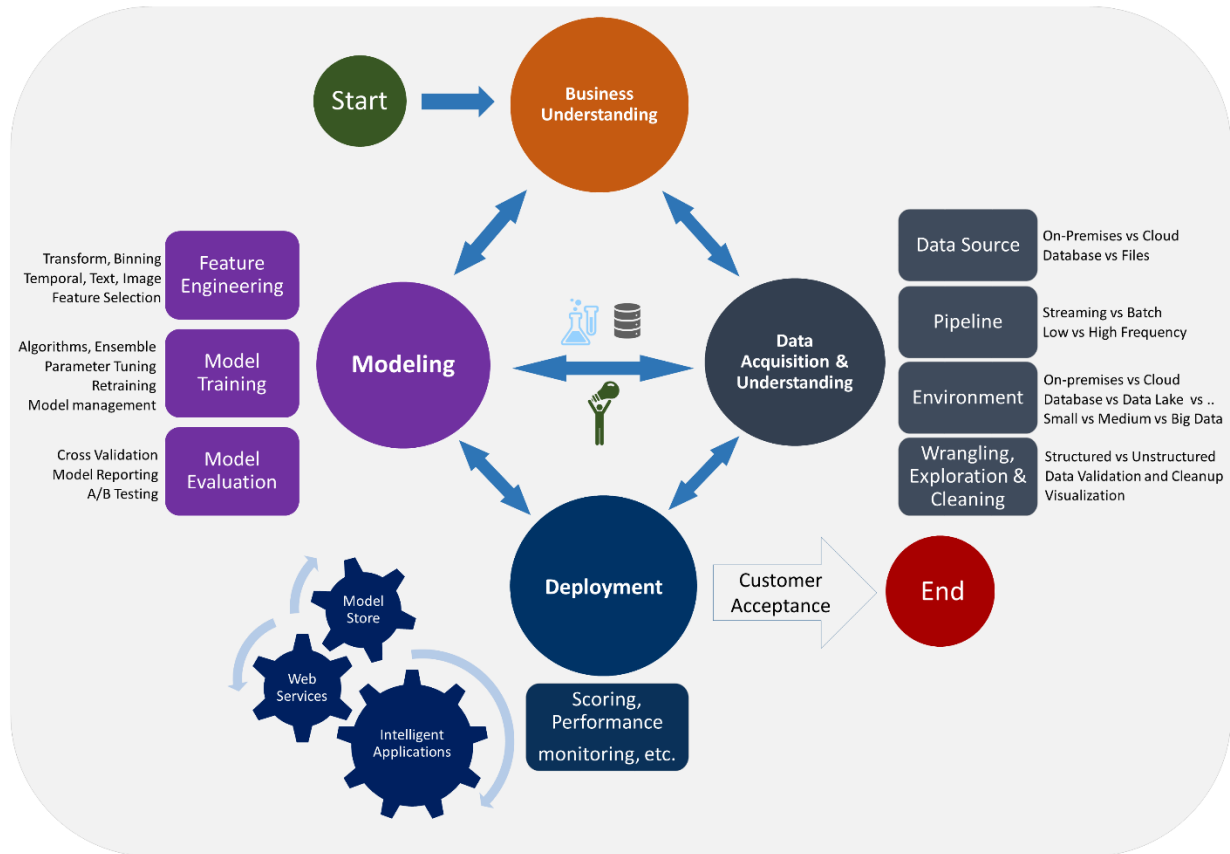 Start
Business
Understanding
Transform, Binning
Temporal, Text, Image
Feature Selection
Feature
Engineering
Algorithms, Ensemble
Parameter Tuning
Retraining
Model management
Model
Training
Cross Validation
Model Reporting
A/B Testing
Model
Evaluation
Modeling
Data
Acquisition &
Understanding
Data Source
On-Premises vs Cloud
Database vs Files
Pipeline
Streaming vs Batch
Low vs High Frequency
Environment
On-premises vs Cloud
Database vs Data Lake vs ..
Small vs Medium vs Big Data
Wrangling,
Exploration &
Cleaning
Structured vs Unstructured
Data Validation and Cleanup
Visualization
Deployment
Customer
Acceptance
End
Model
Store
Web
Services
Intelligent
Applications
Scoring,
Performance
monitoring, etc.